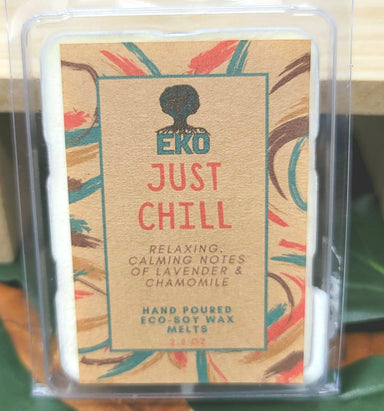 EKO
JUST
CHILL
RELAXING,
CALMING NOTES
OF LAVENDER &
CHAMOMILE
HAND POURED
ECO-SOY WAX
MELTS